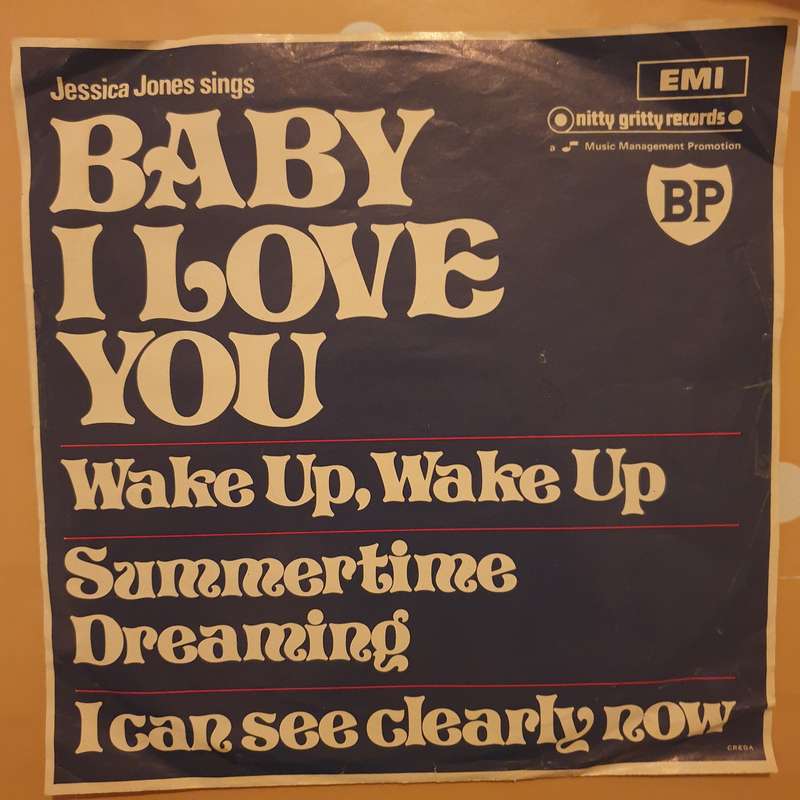 Jessica Jones sings
BABY
I LOVE
YOU
EMI
nitty gritty records
a Music Management Promotion
BP
Wake Up, Wake Up
Summertime
Dreaming
I can see clearly now
CREDA